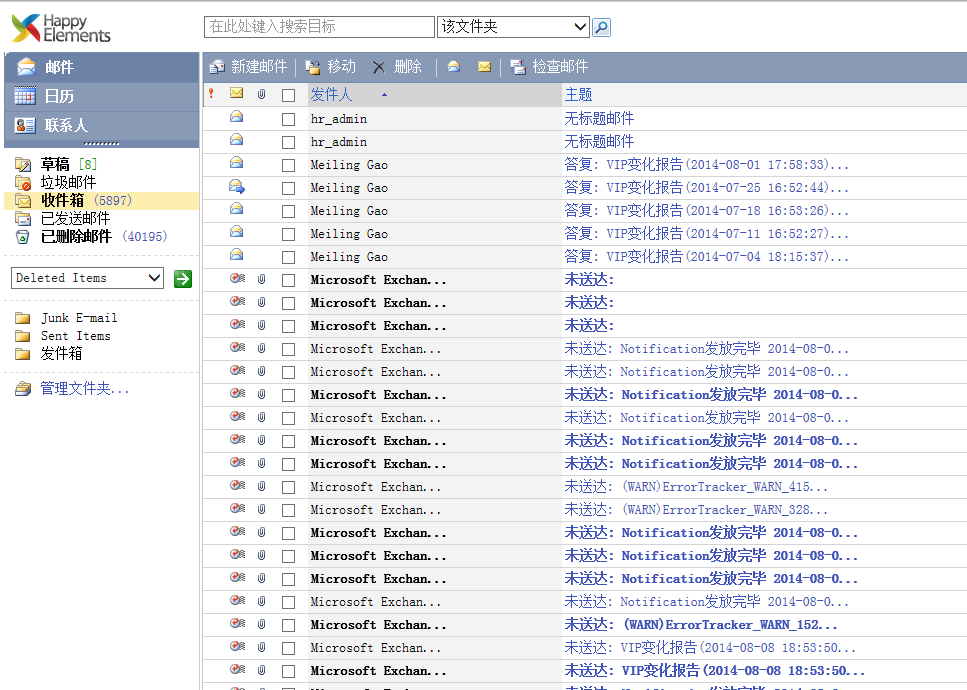 Happy
Elements
在此处键入搜索目标
该文件夹
邮件
日历
联系人
新建邮件
移动
删除
检查邮件
草稿 [8]
垃圾邮件
收件箱 (5897)
已发送邮件
已删除邮件 (40195)
Deleted Items
Junk E-mail
Sent Items
发件箱
管理文件夹...
发件人 主题
hr_admin 无标题邮件
hr_admin 无标题邮件
Meiling Gao 答复: VIP变化报告(2014-08-01 17:58:33)...
Meiling Gao 答复: VIP变化报告(2014-07-25 16:52:44)...
Meiling Gao 答复: VIP变化报告(2014-07-18 16:53:26)...
Meiling Gao 答复: VIP变化报告(2014-07-11 16:52:27)...
Meiling Gao 答复: VIP变化报告(2014-07-04 18:15:37)...
Microsoft Exchan... 未送达:
Microsoft Exchan... 未送达:
Microsoft Exchan... 未送达:
Microsoft Exchan... 未送达: Notification发放完毕 2014-08-0...
Microsoft Exchan... 未送达: Notification发放完毕 2014-08-0...
Microsoft Exchan... 未送达: Notification发放完毕 2014-08-0...
Microsoft Exchan... 未送达: Notification发放完毕 2014-08-0...
Microsoft Exchan... 未送达: Notification发放完毕 2014-08-0...
Microsoft Exchan... 未送达: Notification发放完毕 2014-08-0...
Microsoft Exchan... 未送达: (WARN)ErrorTracker_WARN_415...
Microsoft Exchan... 未送达: (WARN)ErrorTracker_WARN_328...
Microsoft Exchan... 未送达: Notification发放完毕 2014-08-0...
Microsoft Exchan... 未送达: Notification发放完毕 2014-08-0...
Microsoft Exchan... 未送达: Notification发放完毕 2014-08-0...
Microsoft Exchan... 未送达: Notification发放完毕 2014-08-0...
Microsoft Exchan... 未送达: (WARN)ErrorTracker_WARN_152...
Microsoft Exchan... 未送达: VIP变化报告(2014-08-08 18:53:50...
Microsoft Exchan... 未送达: VIP变化报告(2014-08-08 18:53:50...